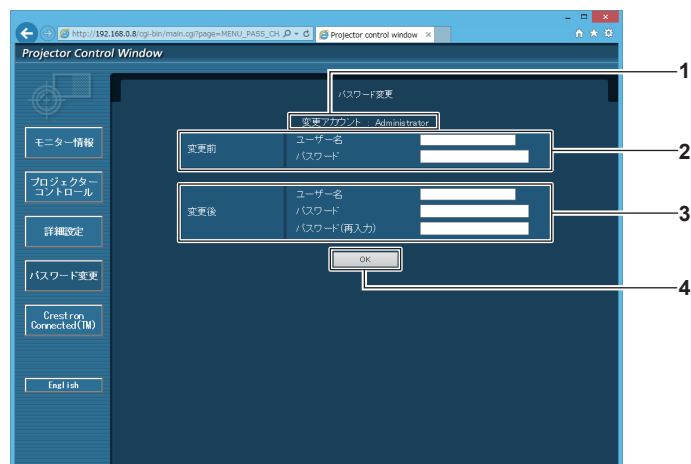 http://192.168.0.8/cgi-bin/main.cgi?page=MENU_PASS_CH
Projector control window
Projector Control Window
パスワード変更
1
変更アカウント : Administrator
変更前
ユーザー名
パスワード
2
変更後
ユーザー名
パスワード
パスワード(再入力)
3
OK
4
モニター情報
プロジェクター
コントロール
詳細設定
パスワード変更
Crestron
Connected(TM)
English